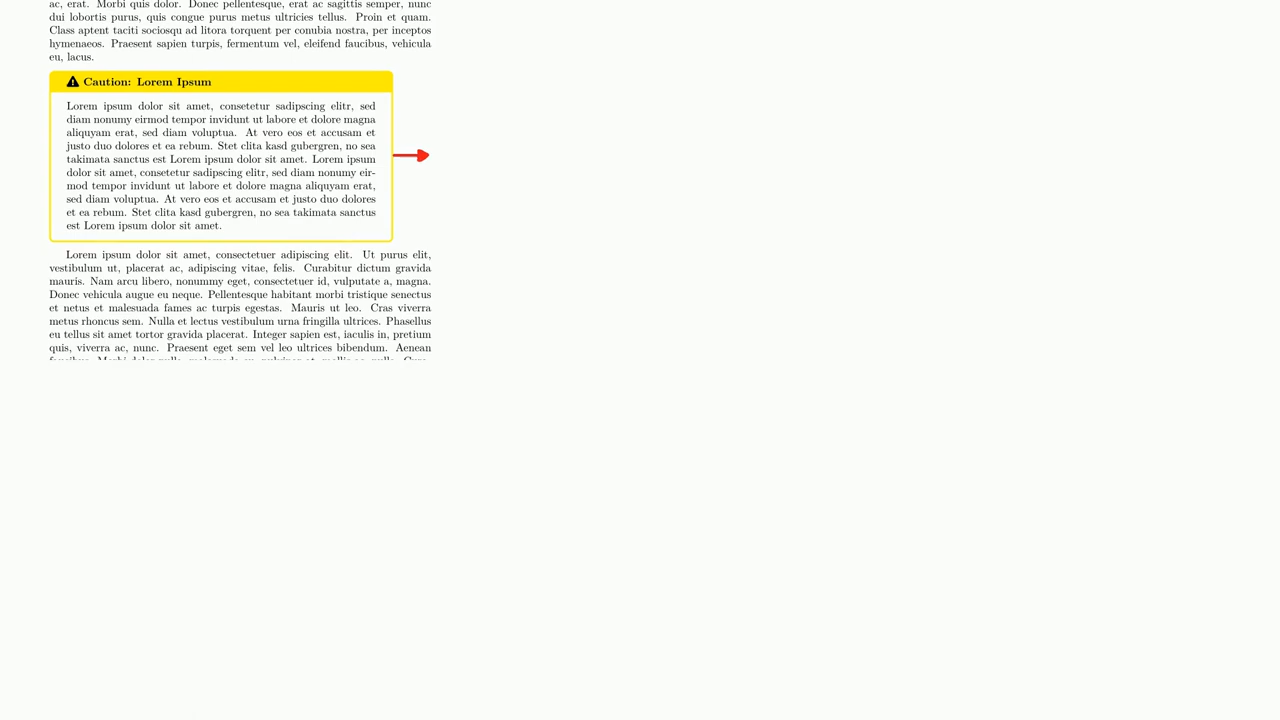 ac, erat. Morbi quis dolor. Donec pellentesque, erat ac sagittis semper, nunc
dui lobortis purus, quis congue purus metus ultricies tellus. Proin et quam.
Class aptent taciti sociosqu ad litora torquent per conubia nostra, per inceptos
hymenaeos. Praesent sapien turpis, fermentum vel, eleifend faucibus, vehicula
eu, lacus.
Caution: Lorem Ipsum
Lorem ipsum dolor sit amet, consetetur sadipscing elitr, sed
diam nonumy eirmod tempor invidunt ut labore et dolore magna
aliquyam erat, sed diam voluptua. At vero eos et accusam et
justo duo dolores et ea rebum. Stet clita kasd gubergren, no sea
takimata sanctus est Lorem ipsum dolor sit amet. Lorem ipsum
dolor sit amet, consetetur sadipscing elitr, sed diam nonumy eir-
mod tempor invidunt ut labore et dolore magna aliquyam erat,
sed diam voluptua. At vero eos et accusam et justo duo dolores
et ea rebum. Stet clita kasd gubergren, no sea takimata sanctus
est Lorem ipsum dolor sit amet.
Lorem ipsum dolor sit amet, consectetuer adipiscing elit. Ut purus elit,
vestibulum ut, placerat ac, adipiscing vitae, felis. Curabitur dictum gravida
mauris. Nam arcu libero, nonummy eget, consectetuer id, vulputate a, magna.
Donec vehicula augue eu neque. Pellentesque habitant morbi tristique senectus
et netus et malesuada fames ac turpis egestas. Mauris ut leo. Cras viverra
metus rhoncus sem. Nulla et lectus vestibulum urna fringilla ultrices. Phasellus
eu tellus sit amet tortor gravida placerat. Integer sapien est, iaculis in, pretium
quis, viverra ac, nunc. Praesent eget sem vel leo ultrices bibendum. Aenean